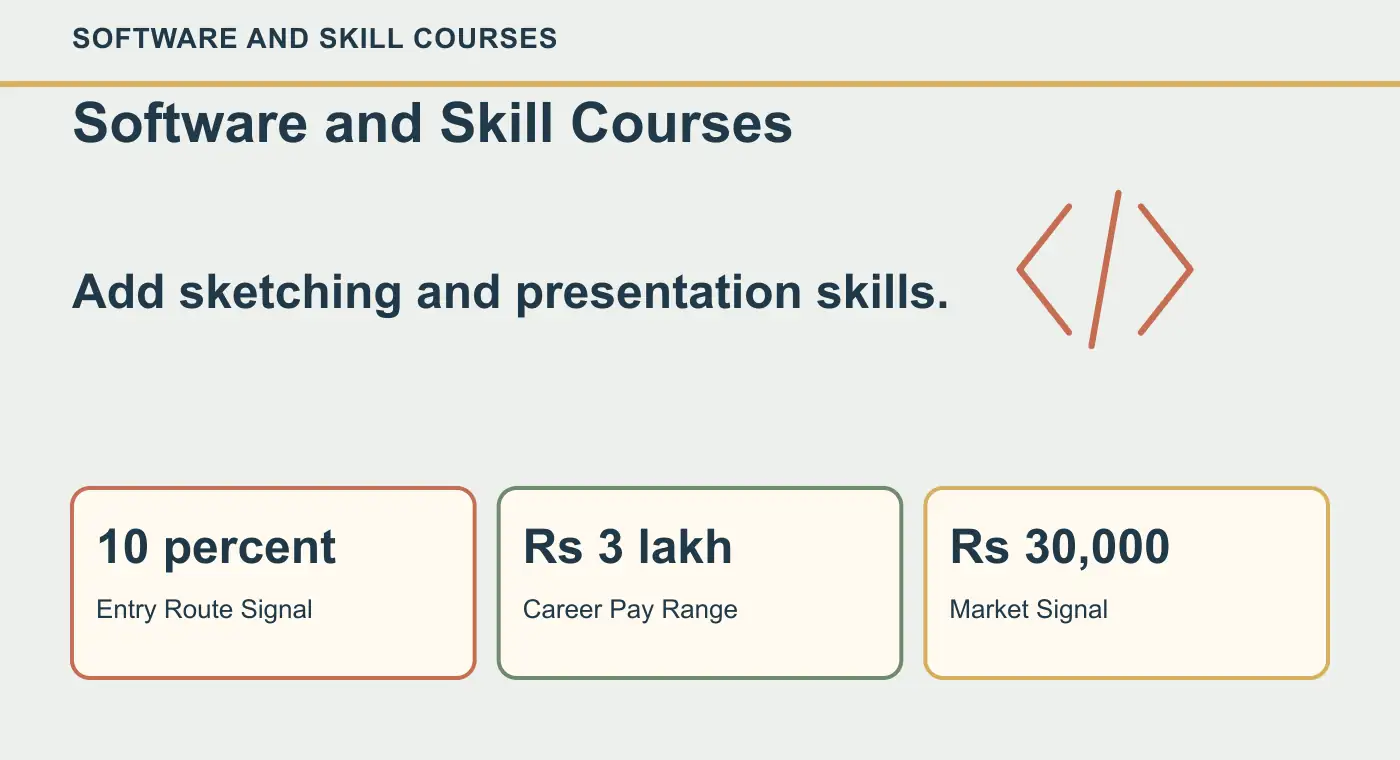 SOFTWARE AND SKILL COURSES
Software and Skill Courses
Add sketching and presentation skills.
10 percent
Entry Route Signal
Rs 3 lakh
Career Pay Range
Rs 30,000
Market Signal